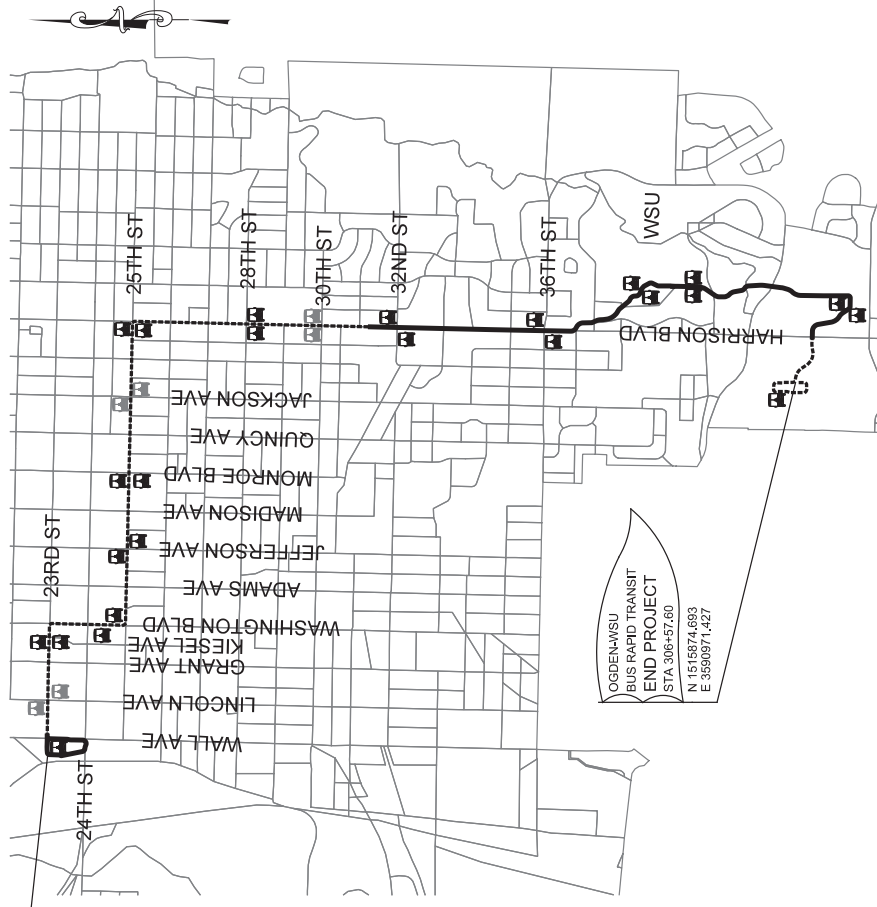 N
25TH ST
28TH ST
30TH ST
32ND ST
36TH ST
WSU
HARRISON BLVD
JACKSON AVE
QUINCY AVE
MONROE BLVD
MADISON AVE
JEFFERSON AVE
ADAMS AVE
WASHINGTON BLVD
KIESEL AVE
GRANT AVE
LINCOLN AVE
WALL AVE
23RD ST
24TH ST
OGDEN-WSU
BUS RAPID TRANSIT
END PROJECT
STA 306+57.60
N 1515874.693
E 3590971.427